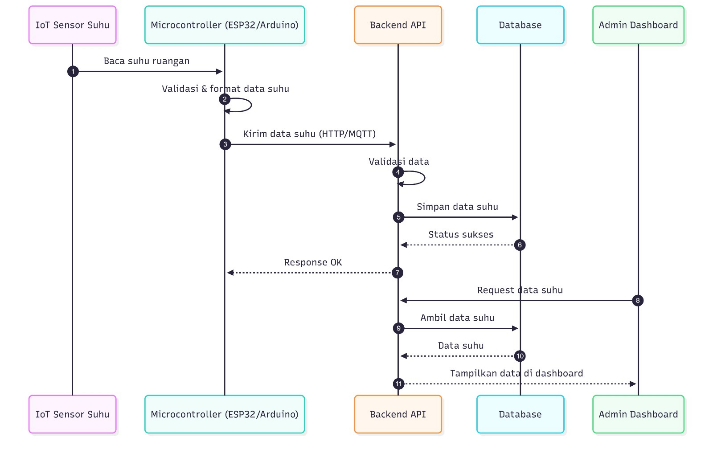 IoT Sensor Suhu
Microcontroller (ESP32/Arduino)
Backend API
Database
Admin Dashboard
1
Baca suhu ruangan
2
Validasi & format data suhu
3
Kirim data suhu (HTTP/MQTT)
4
Validasi data
5
Simpan data suhu
6
Status sukses
7
Response OK
8
Request data suhu
9
Ambil data suhu
10
Data suhu
11
Tampilkan data di dashboard
IoT Sensor Suhu
Microcontroller (ESP32/Arduino)
Backend API
Database
Admin Dashboard